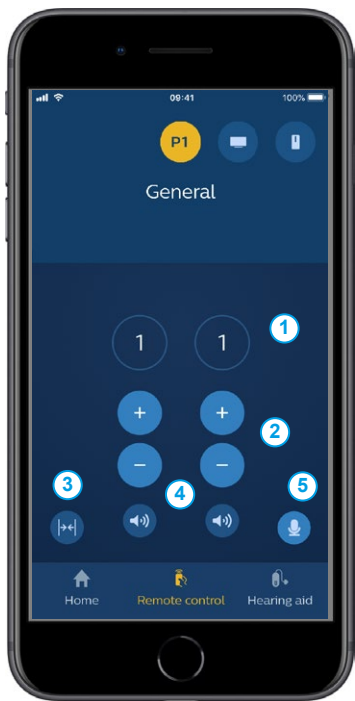 09:41 100%
P1
General
1 1 1
+ + 2
- -
3 4 5
Home Remote control Hearing aid